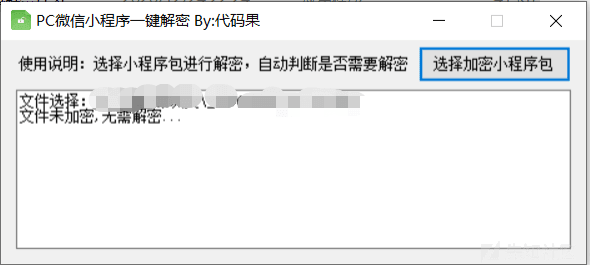 PC微信小程序一键解密 By:代码果
使用说明：选择小程序包进行解密，自动判断是否需要解密
选择加密小程序包
文件选择：
文件未加密,无需解密...